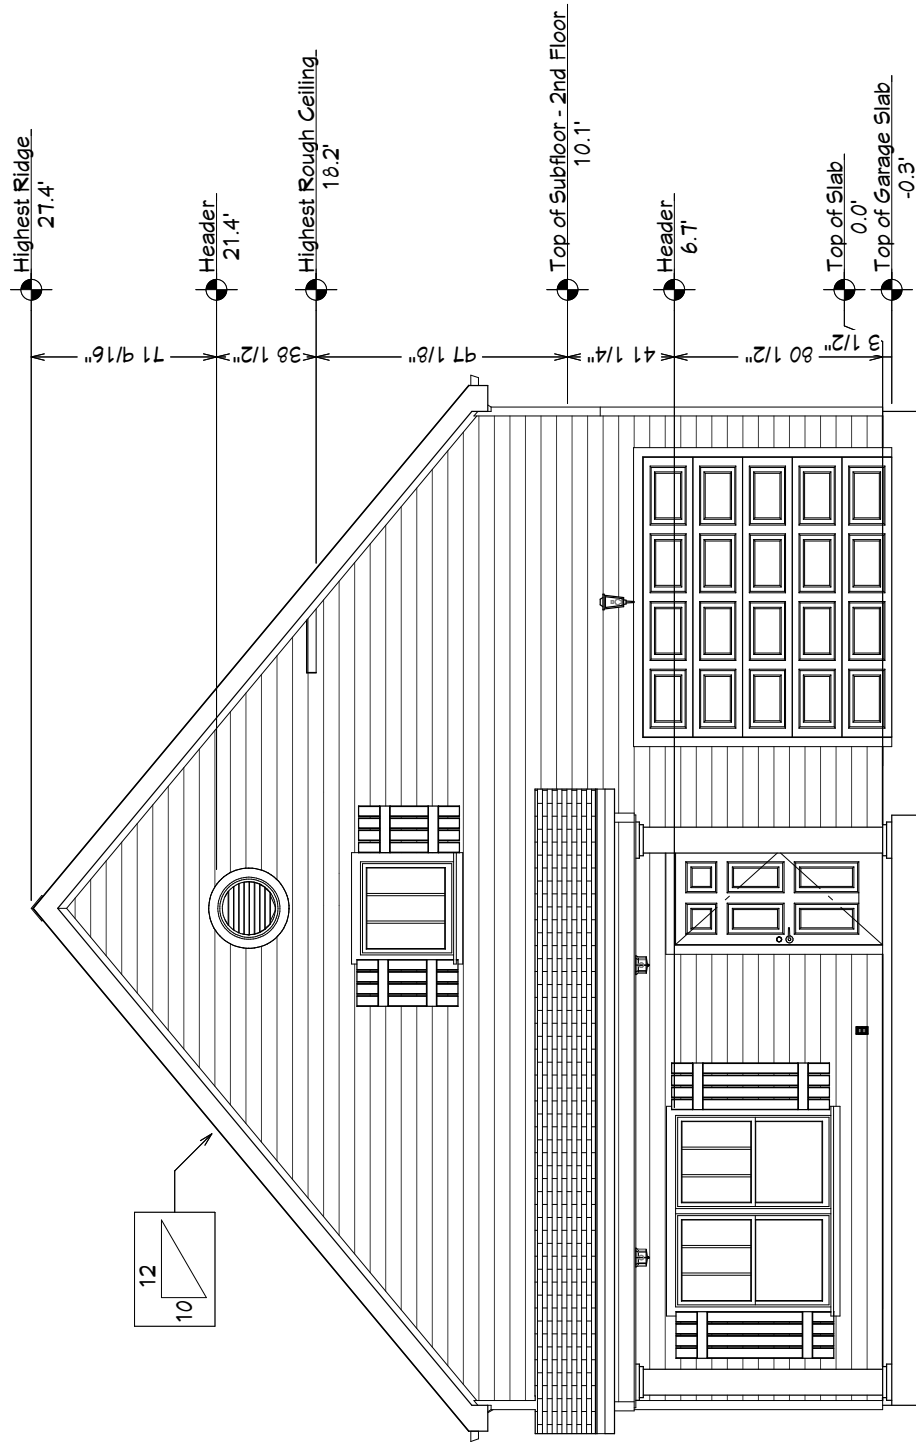 Highest Ridge
27.4'
Header
21.4'
Highest Rough Ceiling
18.2'
Top of Subfloor - 2nd Floor
10.1'
Header
6.7'
Top of Slab
0.0'
Top of Garage Slab
-0.3'
71 9/16"
38 1/2"
97 1/8"
41 1/4"
80 1/2"
3 1/2"
12
10